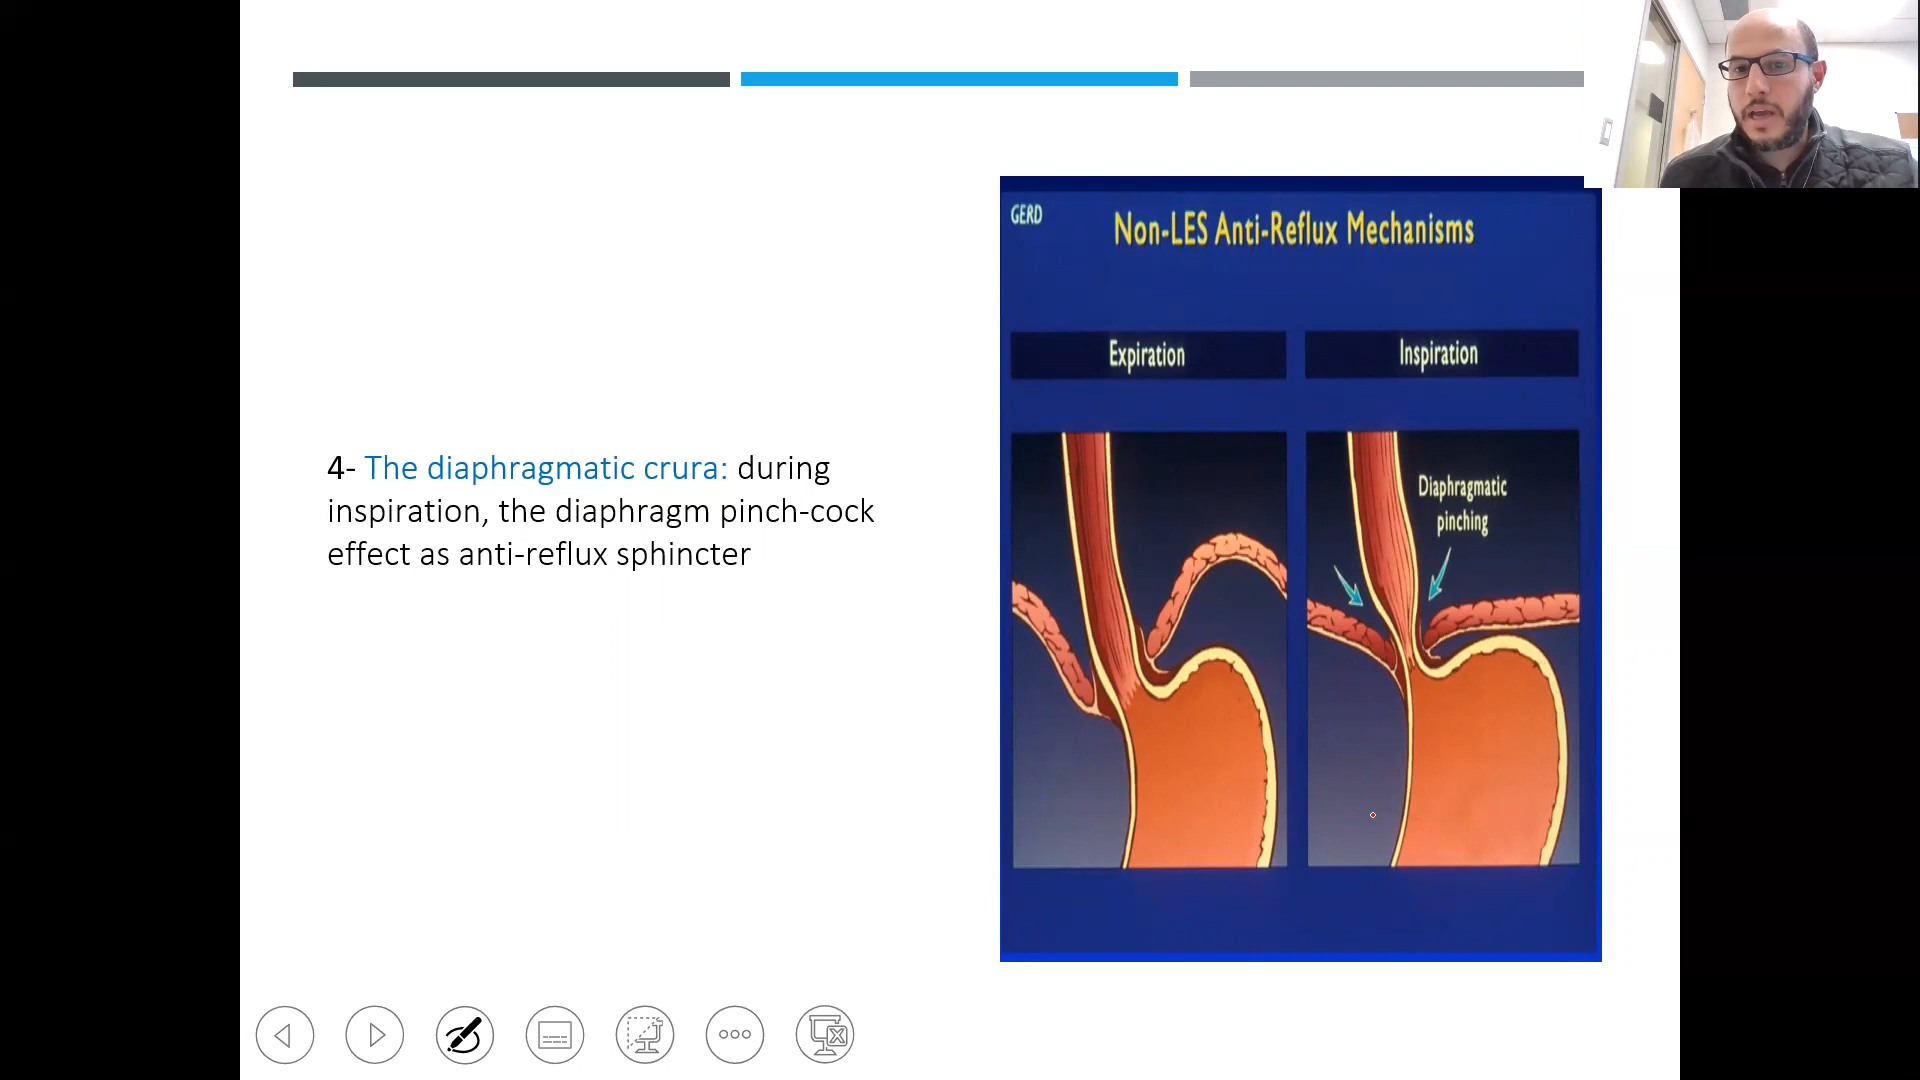 4- The diaphragmatic crura: during
inspiration, the diaphragm pinch-cock
effect as anti-reflux sphincter
GERD
Non-LES Anti-Reflux Mechanisms
Expiration
Inspiration
Diaphragmatic
pinching